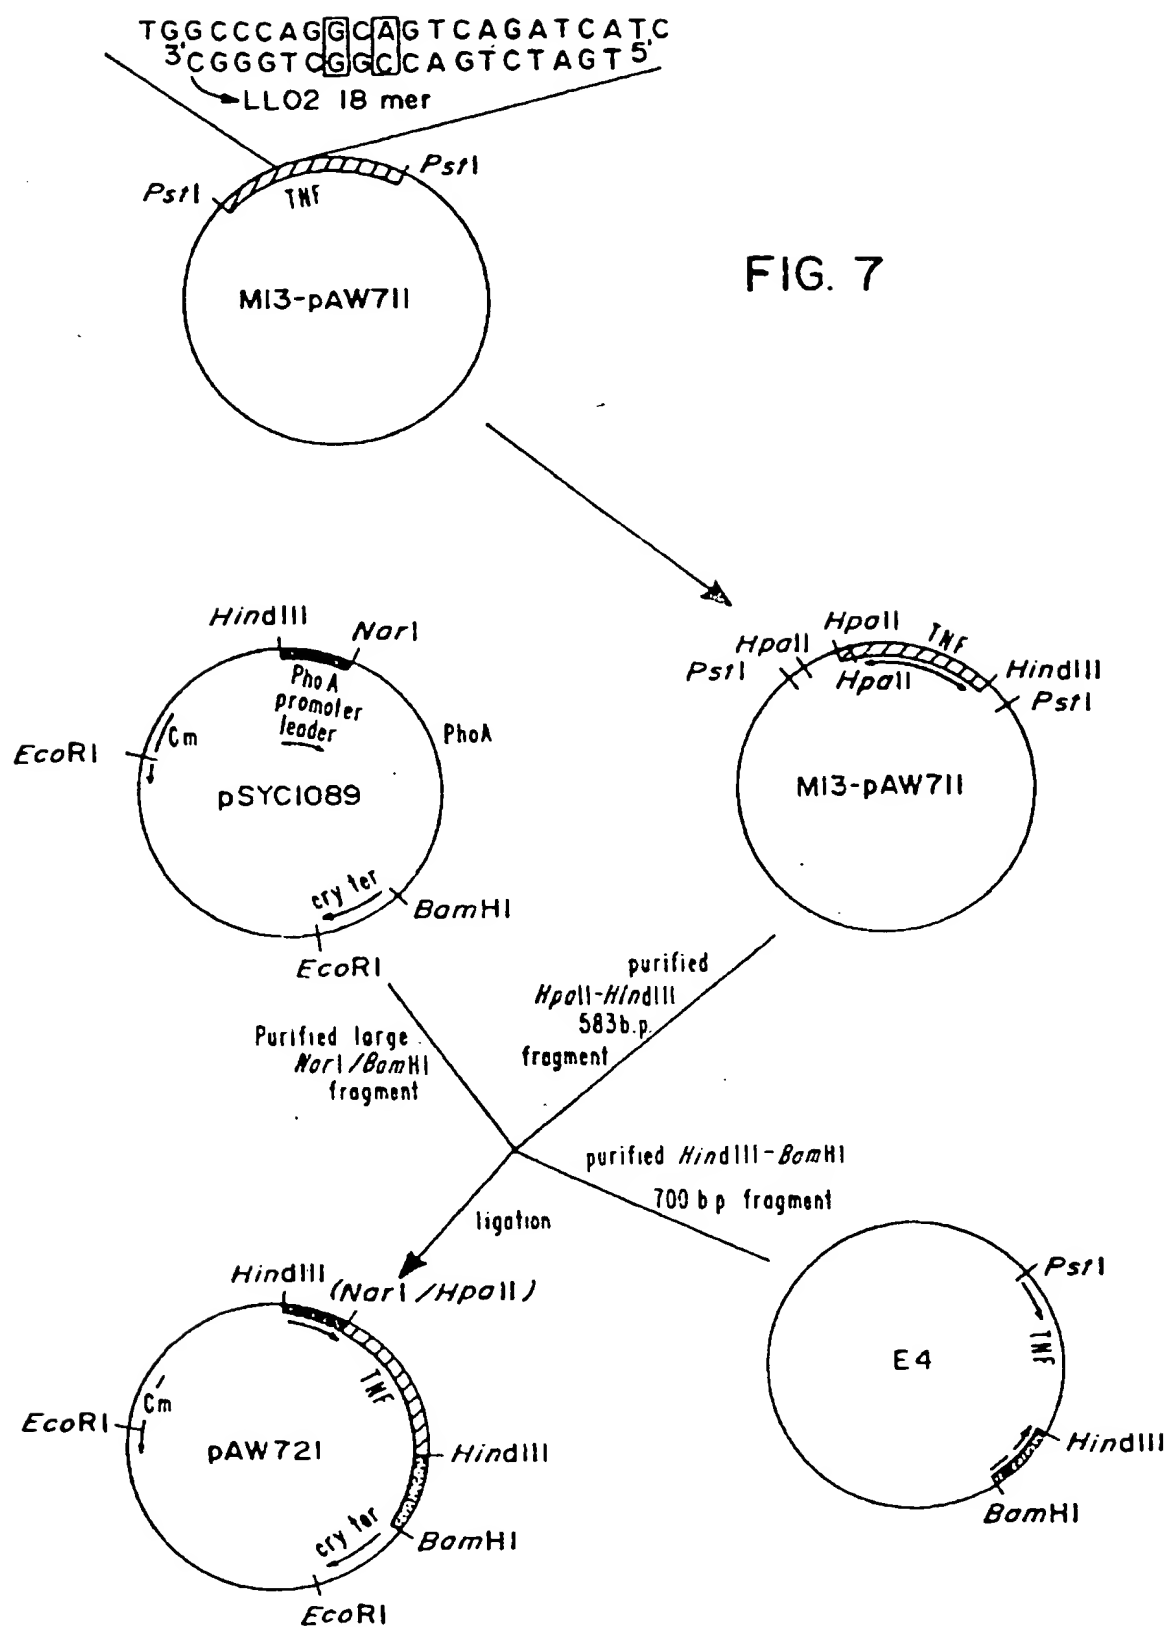 TGGCCCAGGCAGTCAGATCATC
3'CGGGTCGGCCAGTCTAGT5'
LLO2 18 mer
PstI
PstI
TNF
M13-pAW711
FIG. 7
HindIII
NarI
PhoA
promoter
leader
PhoA
Cm
EcoRI
pSYC1089
cry ter
BamHI
EcoRI
HpaII
HpaII
TNF
PstI
HpaII
HindIII
PstI
M13-pAW711
purified
HpaII-HindIII
583b.p.
fragment
Purified large
NarI/BamHI
fragment
purified HindIII-BamHI
700 bp fragment
ligation
HindIII
(NarI/HpaII)
TNF
Cm
EcoRI
pAW721
HindIII
cry ter
BamHI
EcoRI
PstI
TNF
E4
HindIII
BamHI